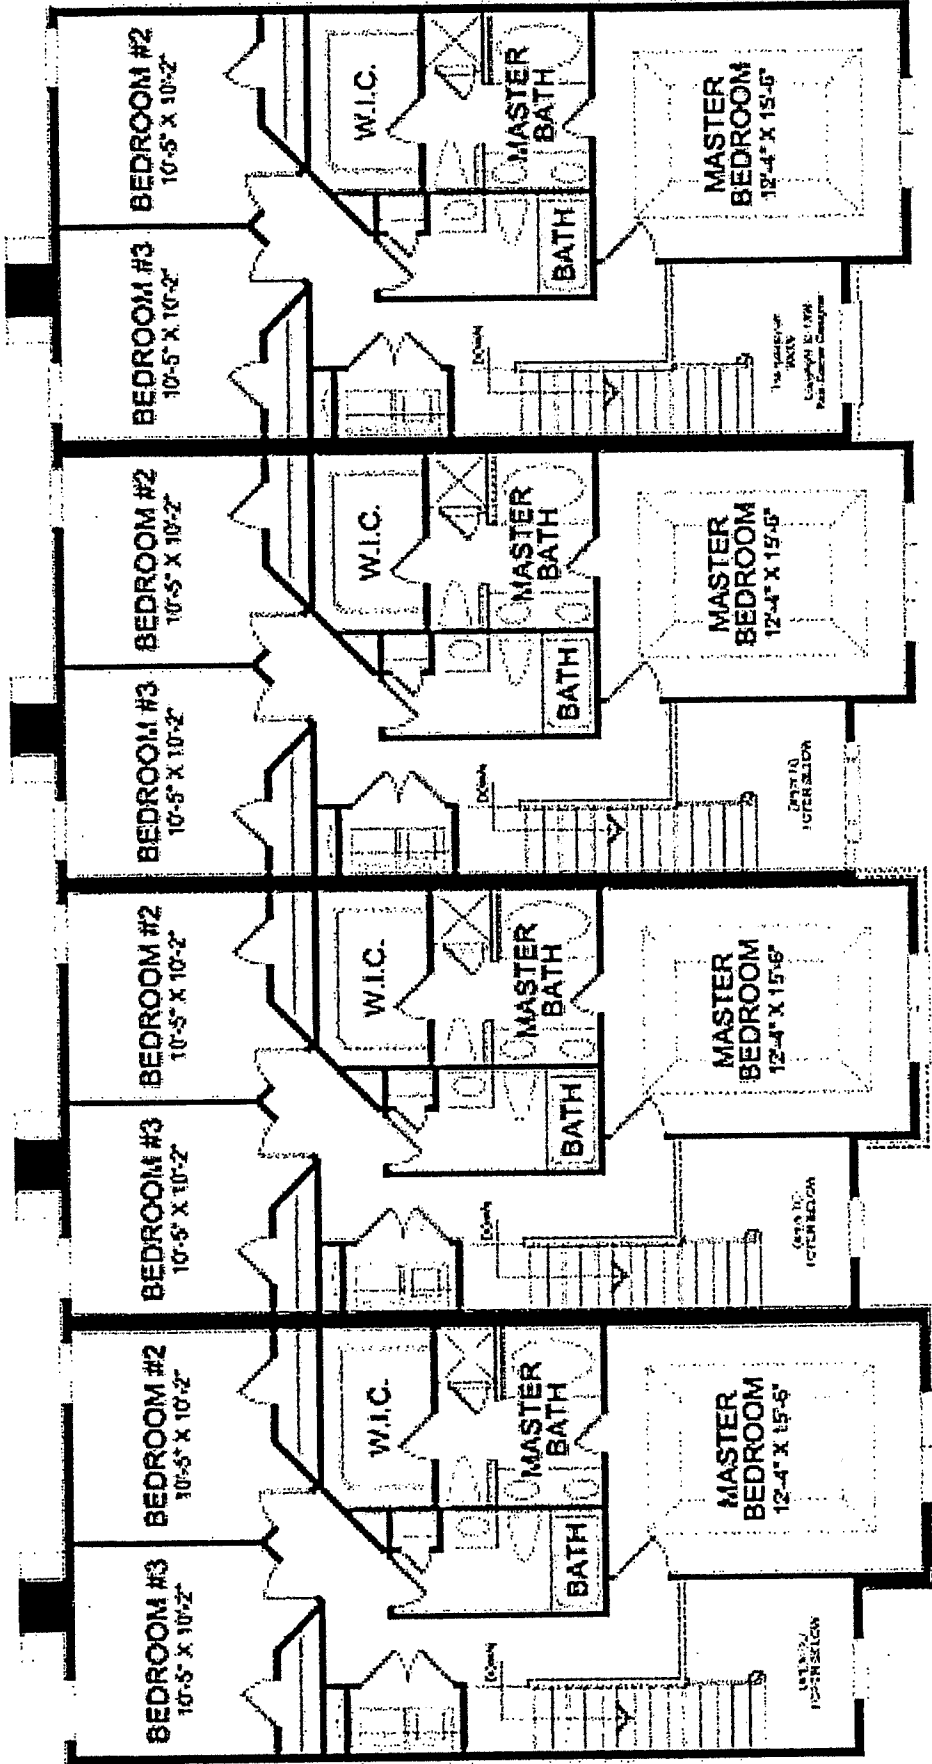 BEDROOM #3
10'-5" X 10'-2"
BEDROOM #2
10'-5" X 10'-2"
BEDROOM #3
10'-5" X 10'-2"
BEDROOM #2
10'-5" X 10'-2"
BEDROOM #3
10'-5" X 10'-2"
BEDROOM #2
10'-5" X 10'-2"
BEDROOM #3
10'-5" X 10'-2"
BEDROOM #2
10'-5" X 10'-2"
W.I.C.
W.I.C.
W.I.C.
W.I.C.
DOWN
MASTER
BATH
DOWN
MASTER
BATH
DOWN
MASTER
BATH
DOWN
MASTER
BATH
BATH
BATH
BATH
BATH
MASTER
BEDROOM
12'-4" X 15'-6"
MASTER
BEDROOM
12'-4" X 15'-6"
MASTER
BEDROOM
12'-4" X 15'-6"
MASTER
BEDROOM
12'-4" X 15'-6"